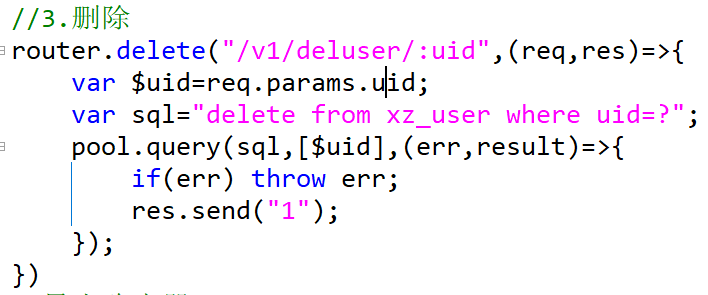 //3.删除
router.delete("/v1/deluser/:uid",(req,res)=>{
    var $uid=req.params.uid;
    var sql="delete from xz_user where uid=?";
    pool.query(sql,[$uid],(err,result)=>{
        if(err) throw err;
        res.send("1");
    });
})